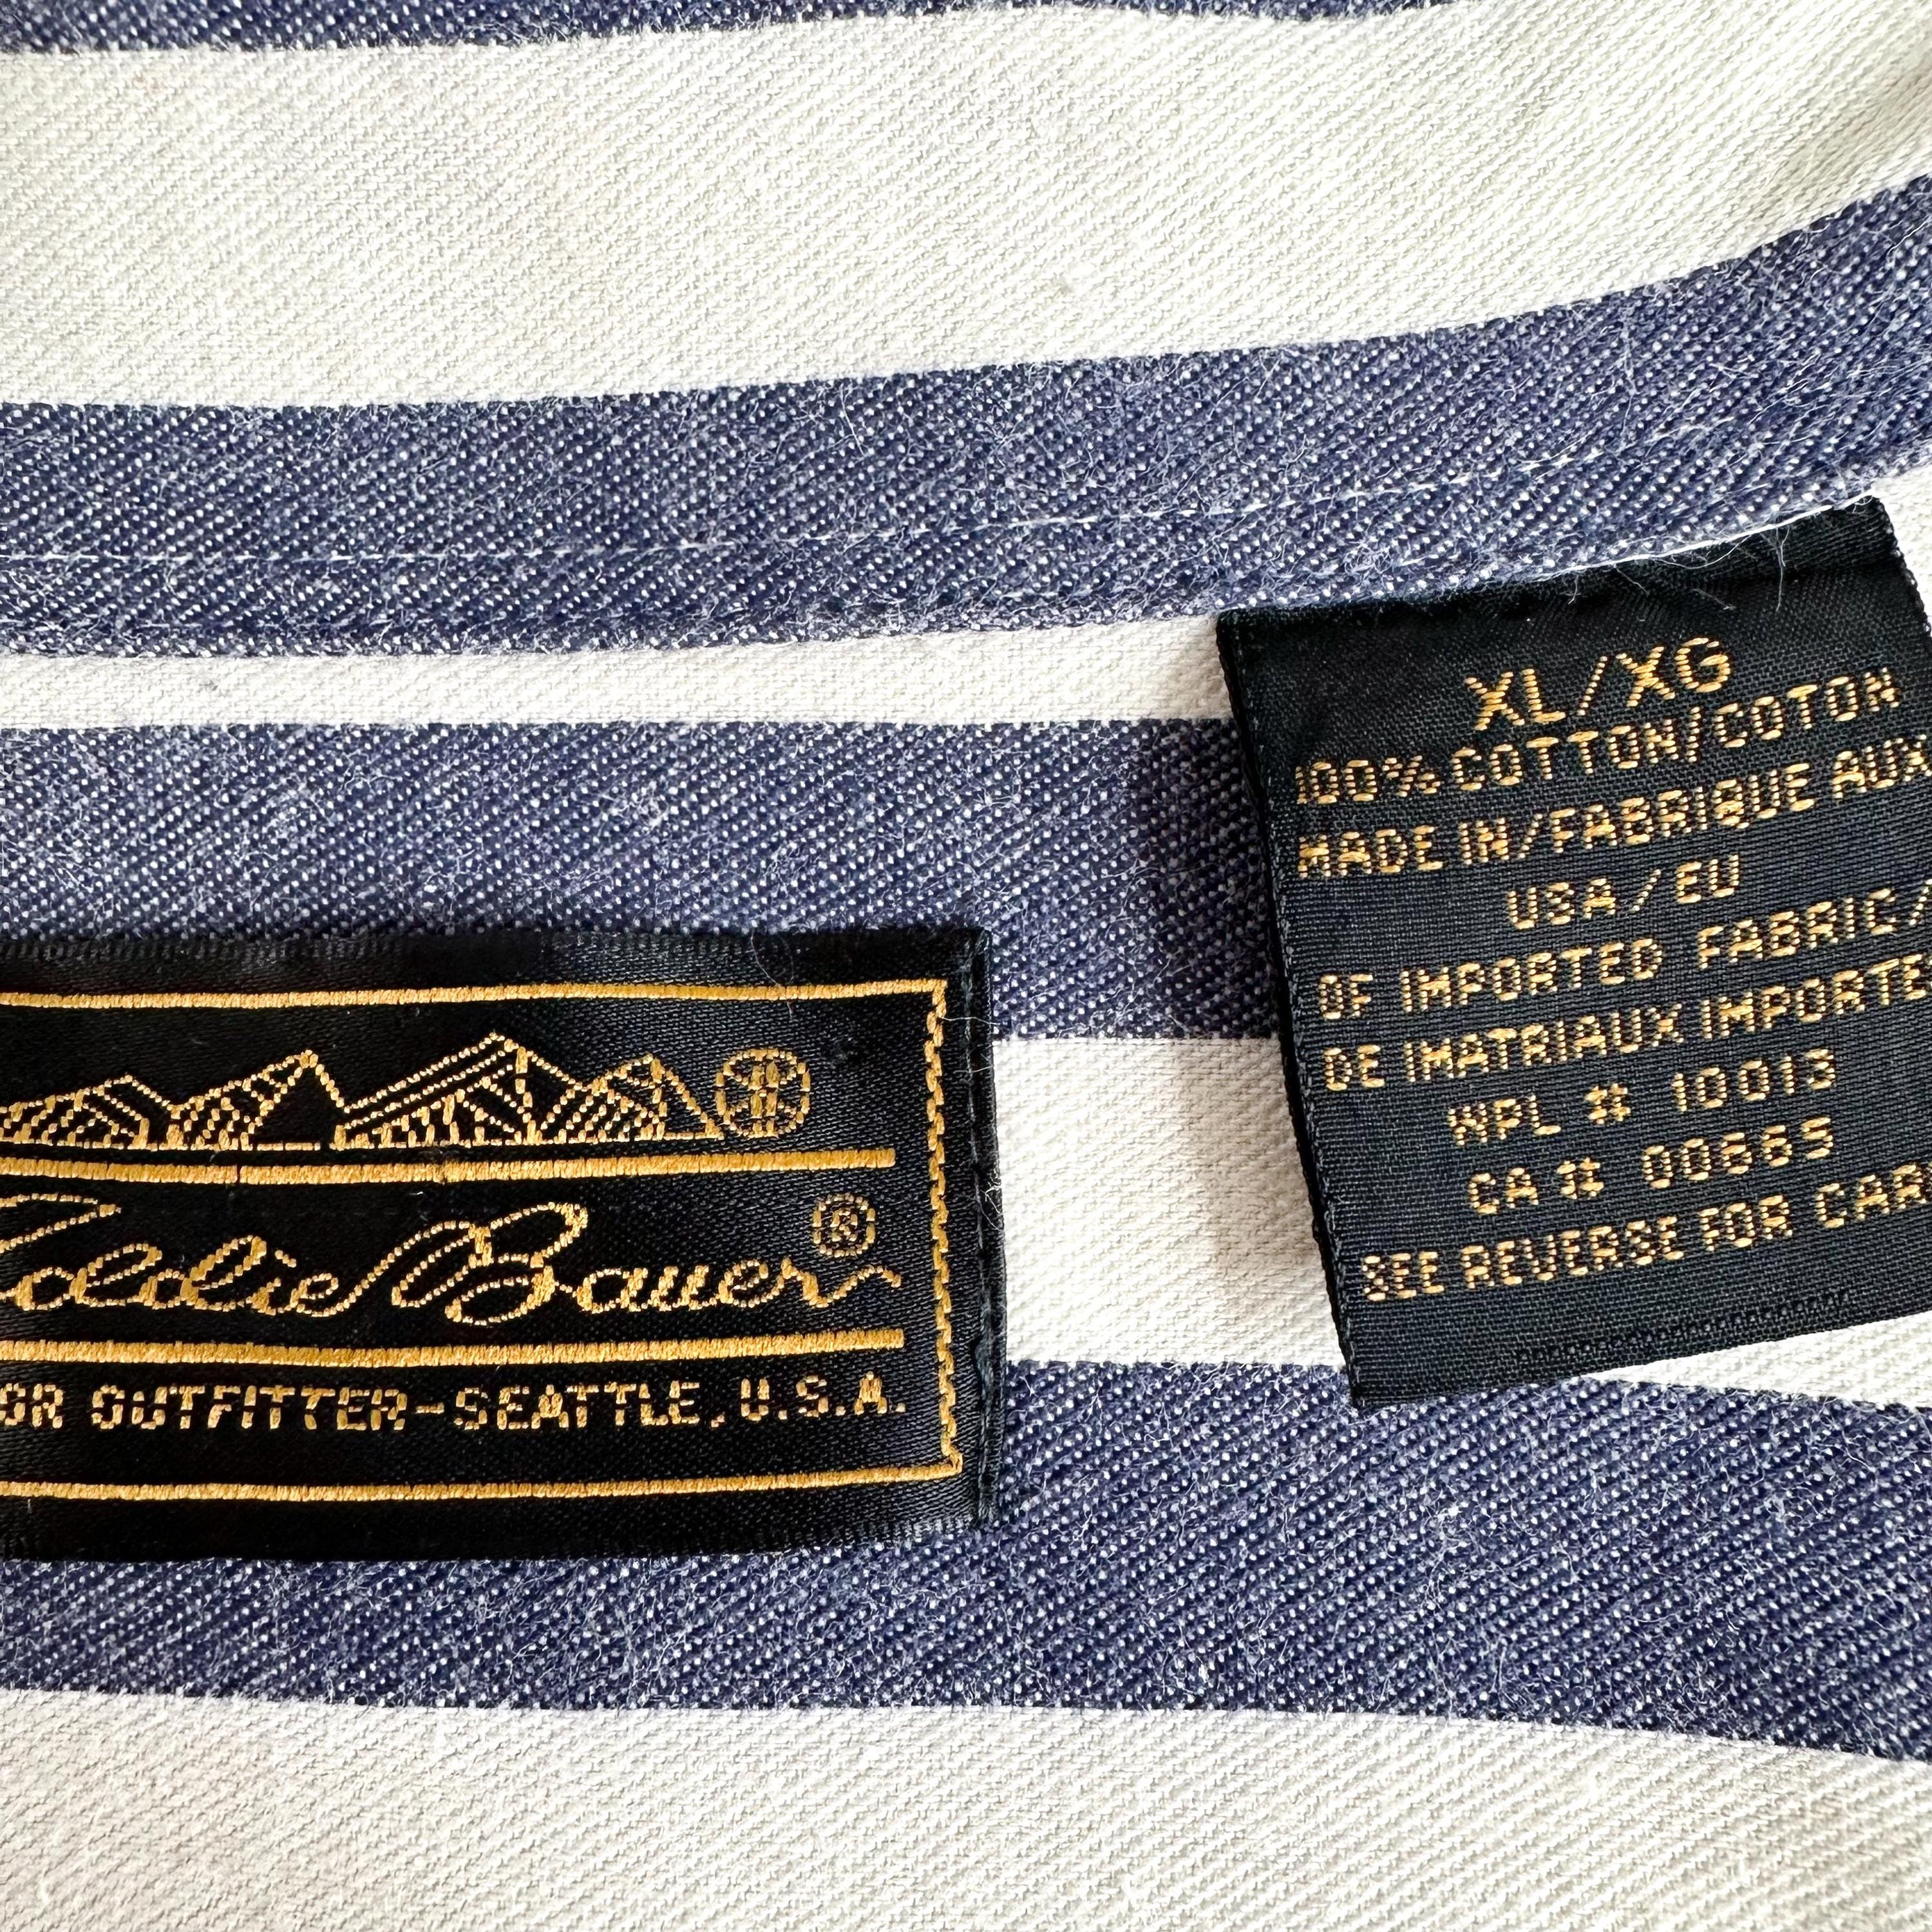 Eddie Bauer®
OR OUTFITTER-SEATTLE, U.S.A.
XL/XG
100% COTTON/COTON
MADE IN/FABRIQUE AUX
USA/EU
OF IMPORTED FABRIC/
DE IMATRIAUX IMPORTE
WPL # 10013
CA # 00665
SEE REVERSE FOR CAR